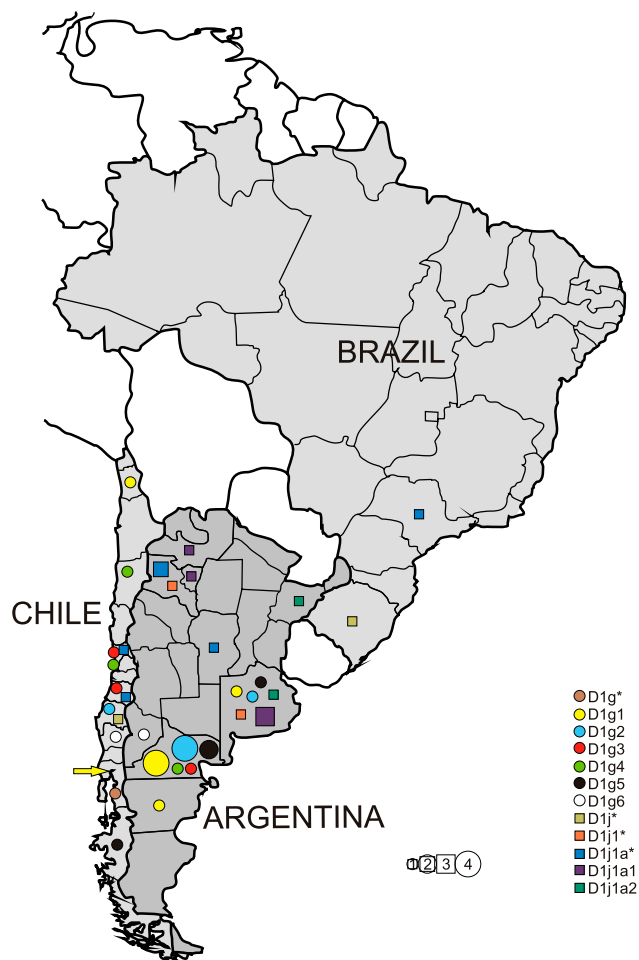 BRAZIL
CHILE
ARGENTINA
D1g*
D1g1
D1g2
D1g3
D1g4
D1g5
D1g6
D1j*
D1j1*
D1j1a*
D1j1a1
D1j1a2
1 2 3 4